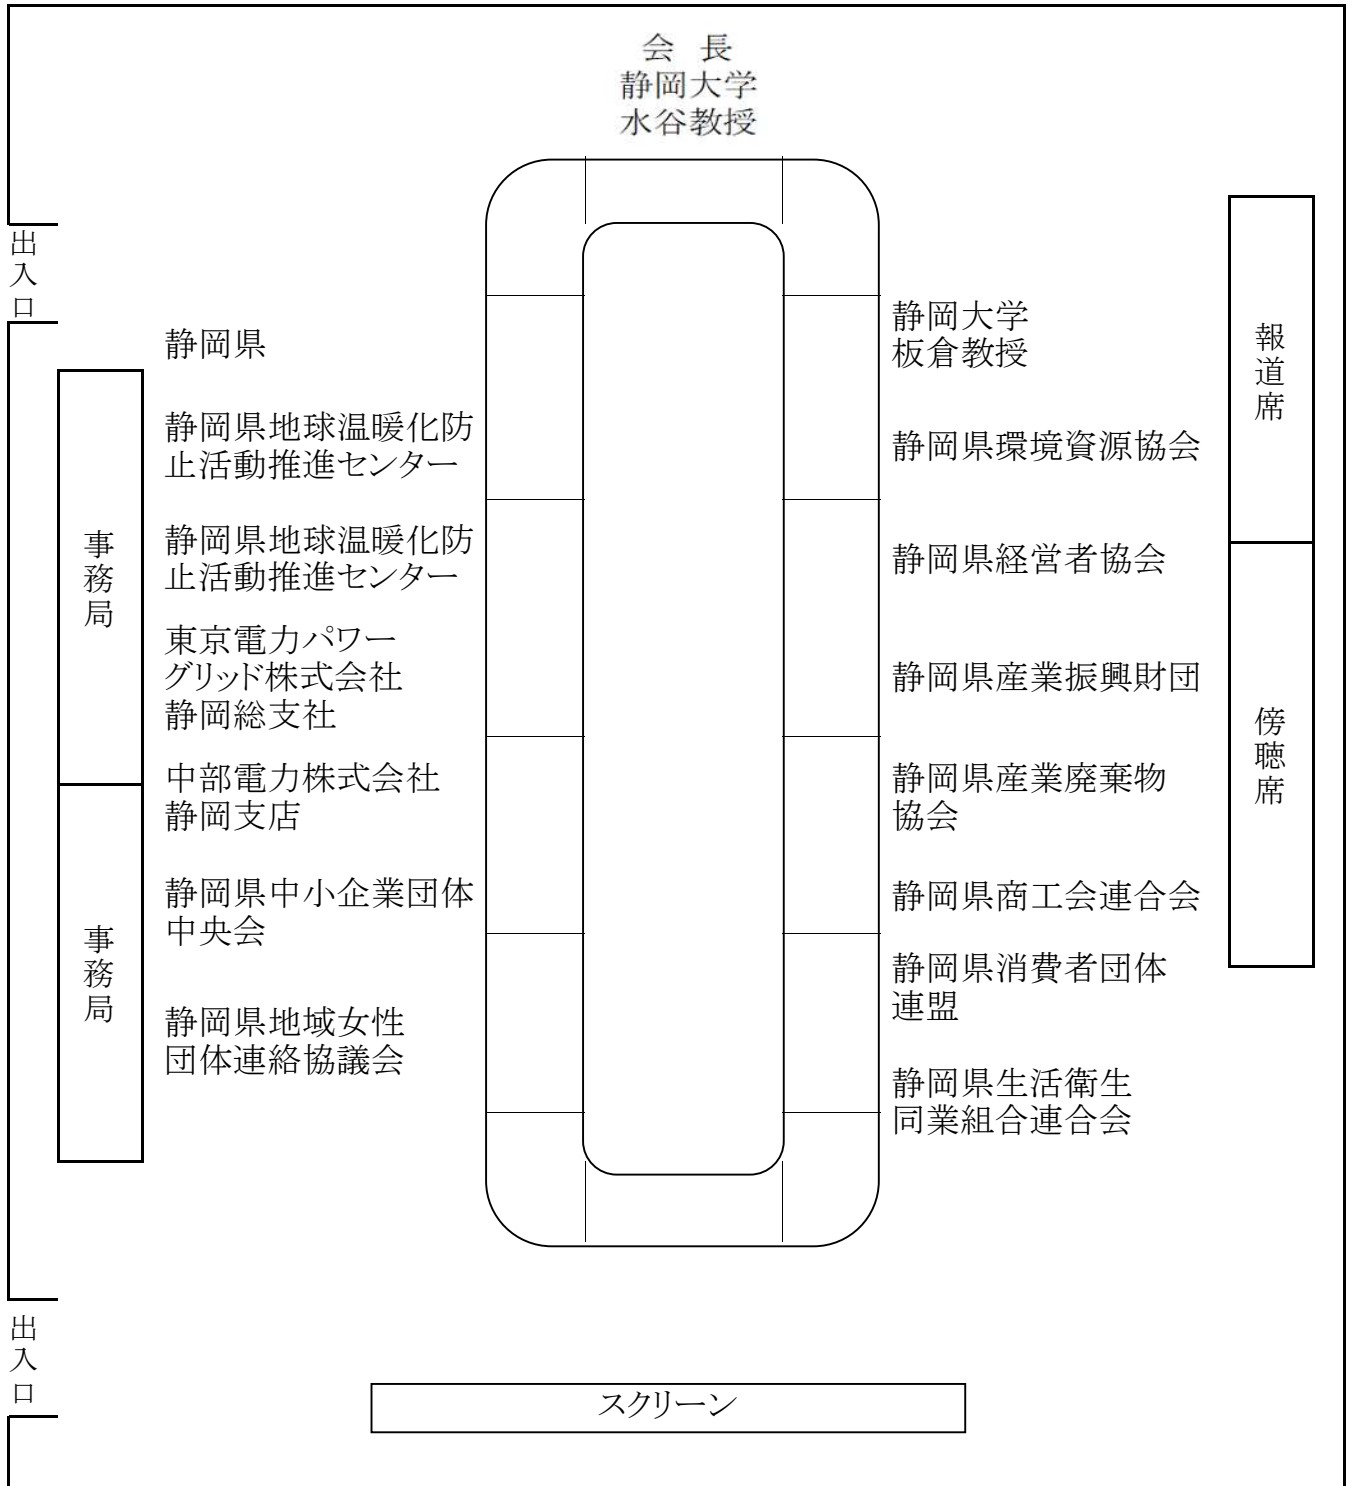 会　長
静岡大学
水谷教授
出入口
静岡県
静岡県地球温暖化防
止活動推進センター
静岡県地球温暖化防
止活動推進センター
東京電力パワー
グリッド株式会社
静岡総支社
中部電力株式会社
静岡支店
静岡県中小企業団体
中央会
静岡県地域女性
団体連絡協議会
事務局
事務局
静岡大学
板倉教授
静岡県環境資源協会
静岡県経営者協会
静岡県産業振興財団
静岡県産業廃棄物
協会
静岡県商工会連合会
静岡県消費者団体
連盟
静岡県生活衛生
同業組合連合会
報道席
傍聴席
出入口
スクリーン